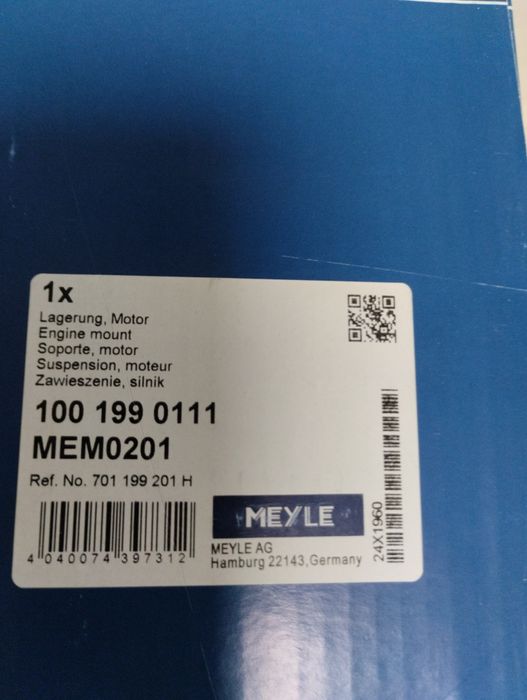 1x
Lagerung, Motor
Engine mount
Soporte, motor
Suspension, moteur
Zawieszenie, silnik
100 199 0111
MEM0201
Ref. No. 701 199 201 H
4 040074 397312
MEYLE
MEYLE AG
Hamburg 22143,Germany
24X1960